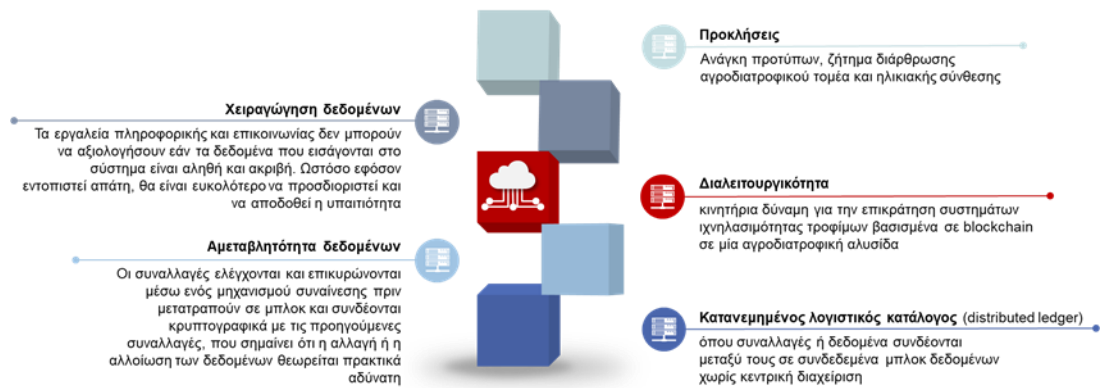 Προκλήσεις
Ανάγκη προτύπων, ζήτημα διάρθρωσης
αγροδιατροφικού τομέα και ηλικιακής σύνθεσης
Χειραγώγηση δεδομένων
Τα εργαλεία πληροφορικής και επικοινωνίας δεν μπορούν
να αξιολογήσουν εάν τα δεδομένα που εισάγονται στο
σύστημα είναι αληθή και ακριβή. Ωστόσο εφόσον
εντοπιστεί απάτη, θα είναι ευκολότερο να προσδιοριστεί και
να αποδοθεί η υπαιτιότητα
Διαλειτουργικότητα
κινητήρια δύναμη για την επικράτηση συστημάτων
ιχνηλασιμότητας τροφίμων βασισμένα σε blockchain
σε μία αγροδιατροφική αλυσίδα
Αμεταβλητότητα δεδομένων
Οι συναλλαγές ελέγχονται και επικυρώνονται
μέσω ενός μηχανισμού συναίνεσης πριν
μετατραπούν σε μπλοκ και συνδέονται
κρυπτογραφικά με τις προηγούμενες
συναλλαγές, που σημαίνει ότι η αλλαγή ή η
αλλοίωση των δεδομένων θεωρείται πρακτικά
αδύνατη
Κατανεμημένος λογιστικός κατάλογος (distributed ledger)
όπου συναλλαγές ή δεδομένα συνδέονται
μεταξύ τους σε συνδεδεμένα μπλοκ δεδομένων
χωρίς κεντρική διαχείριση